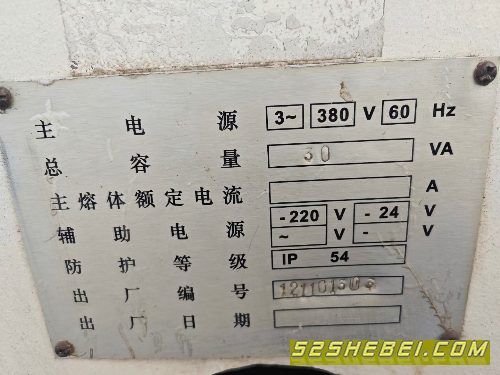 主电源 3~ 380 V 60 Hz
总容量 30 VA
主熔体额定电流 A
辅助电源 -220 V - 24 V
~ V - V
防护等级 IP 54
出厂编号
出厂日期
52SHEBEI.COM